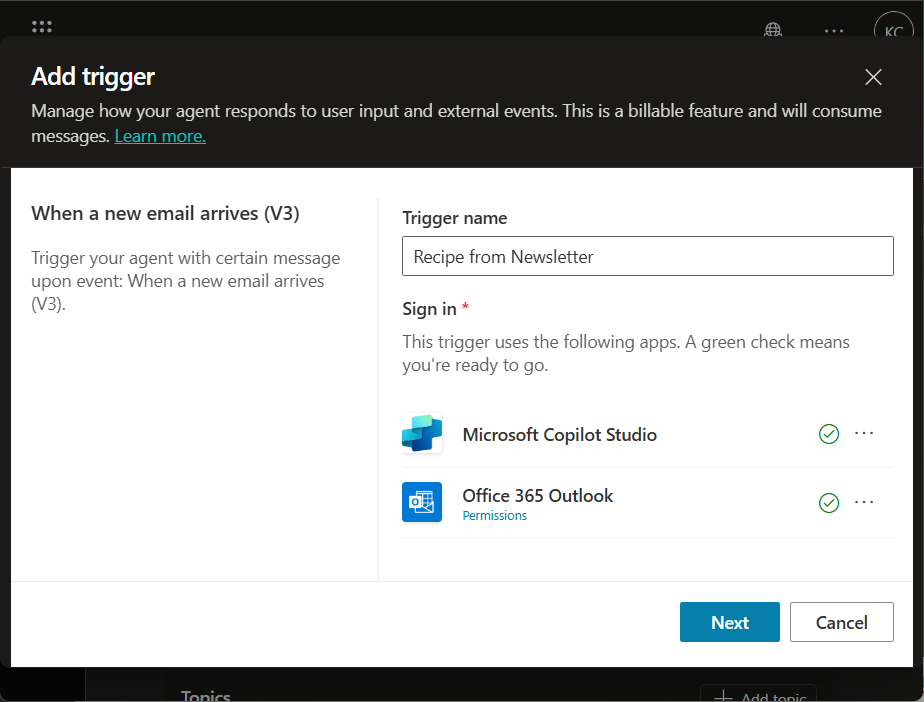 KC
Add trigger
Manage how your agent responds to user input and external events. This is a billable feature and will consume
messages. Learn more.
When a new email arrives (V3)
Trigger your agent with certain message
upon event: When a new email arrives
(V3).
Trigger name
Recipe from Newsletter
Sign in *
This trigger uses the following apps. A green check means
you're ready to go.
Microsoft Copilot Studio
Office 365 Outlook
Permissions
Next
Cancel
Topics
Add topic